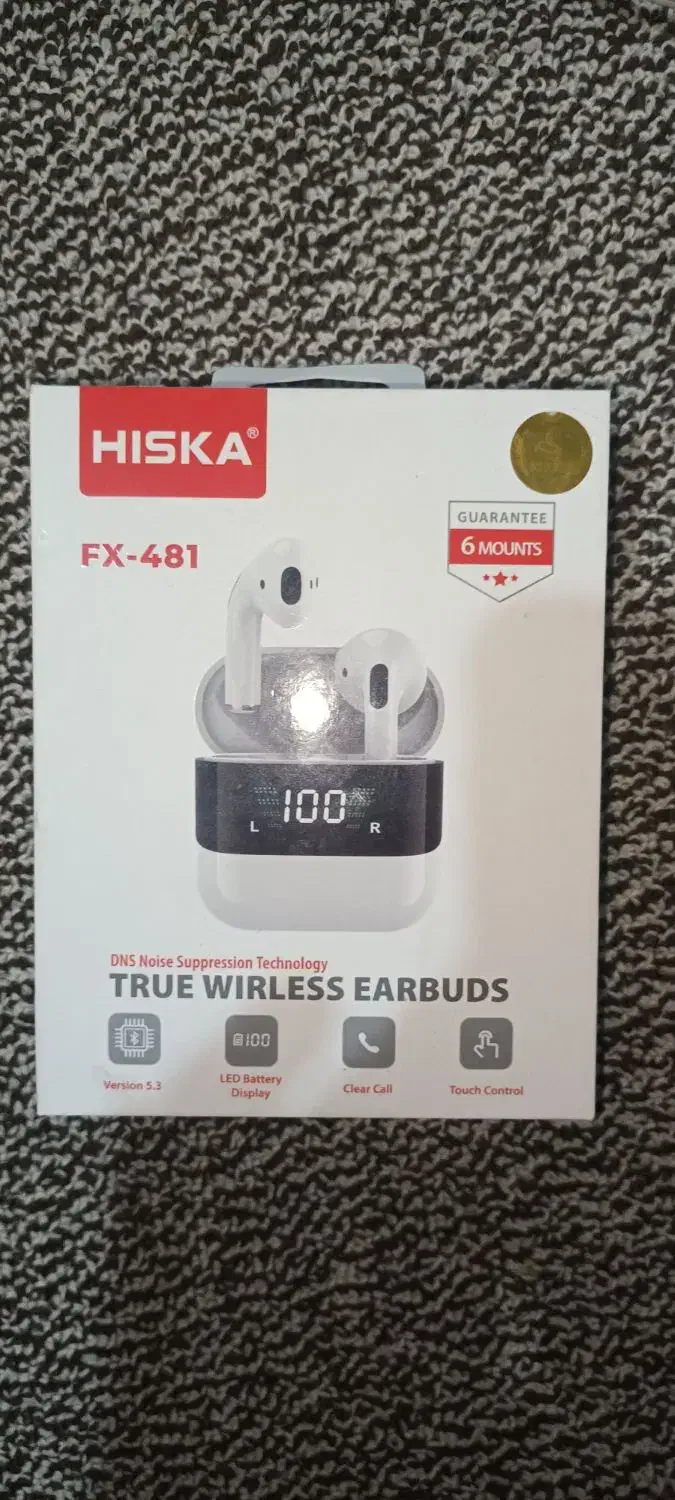 HISKA®
GUARANTEE
6 MOUNTS
FX-481
100
L R
DNS Noise Suppression Technology
TRUE WIRLESS EARBUDS
100
Version 5.3
LED Battery
Display
Clear Call
Touch Control